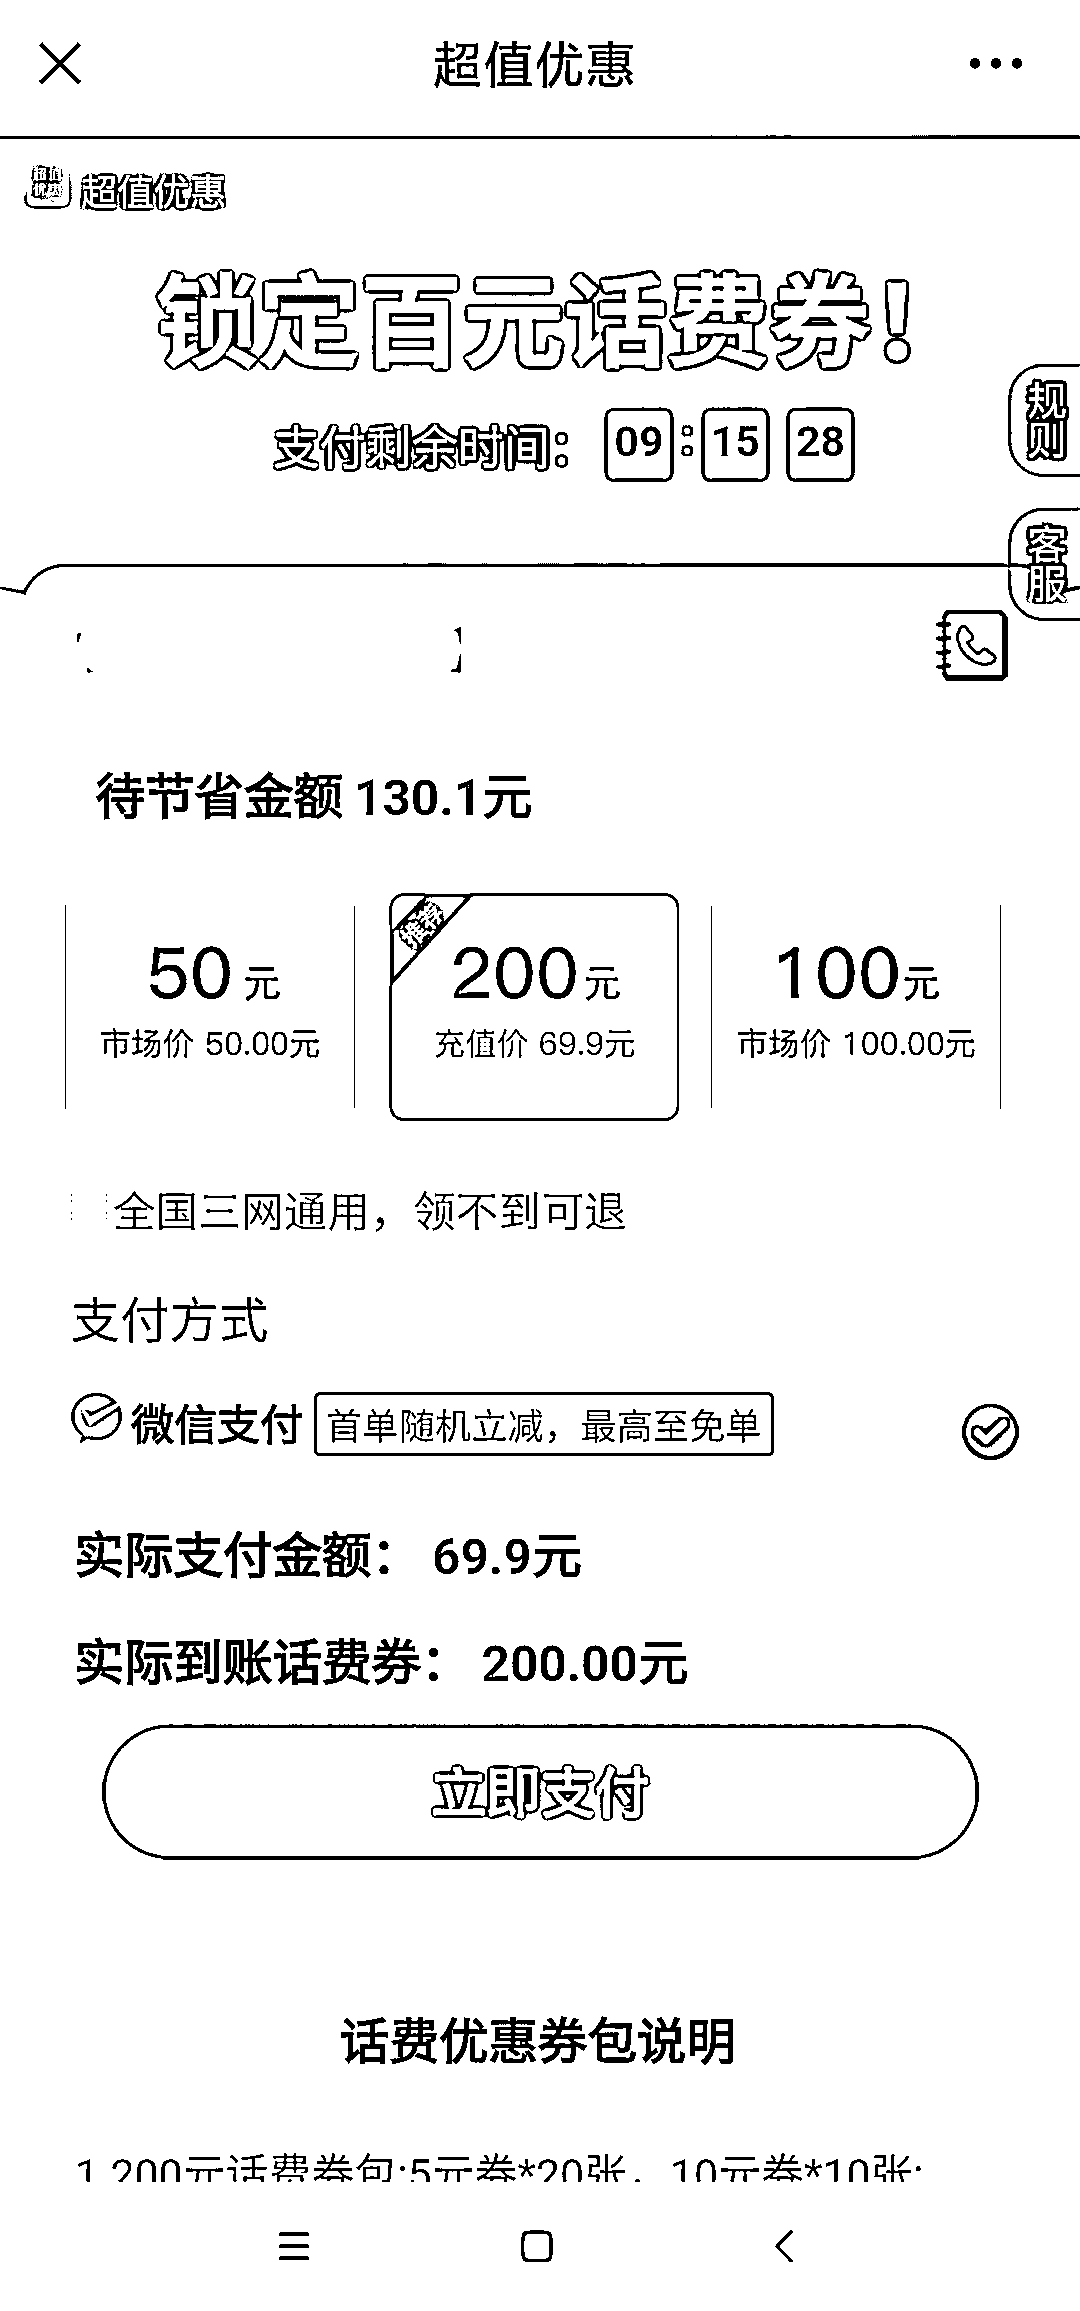 超值优惠
超值优惠
锁定百元话费券!
支付剩余时间: 09:15 28
规则
客服
待节省金额 130.1元
推荐
50元 200元 100元
市场价 50.00元 充值价 69.9元 市场价 100.00元
全国三网通用，领不到可退
支付方式
微信支付 首单随机立减，最高至免单
实际支付金额： 69.9元
实际到账话费券： 200.00元
立即支付
话费优惠券包说明
1.200元话费券包:5元券*20张，10元券*10张;